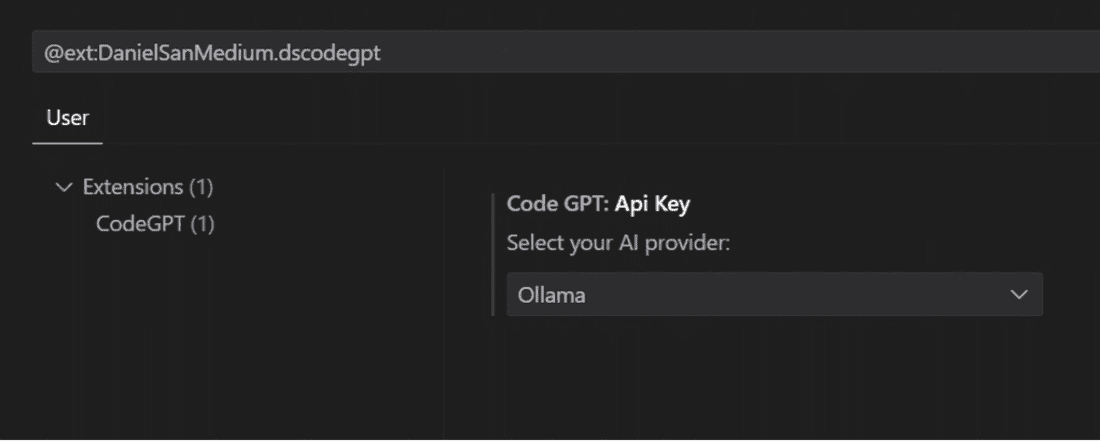 @ext:DanielSanMedium.dscodegpt
User
Extensions (1)
CodeGPT (1)
Code GPT: Api Key
Select your AI provider:
Ollama